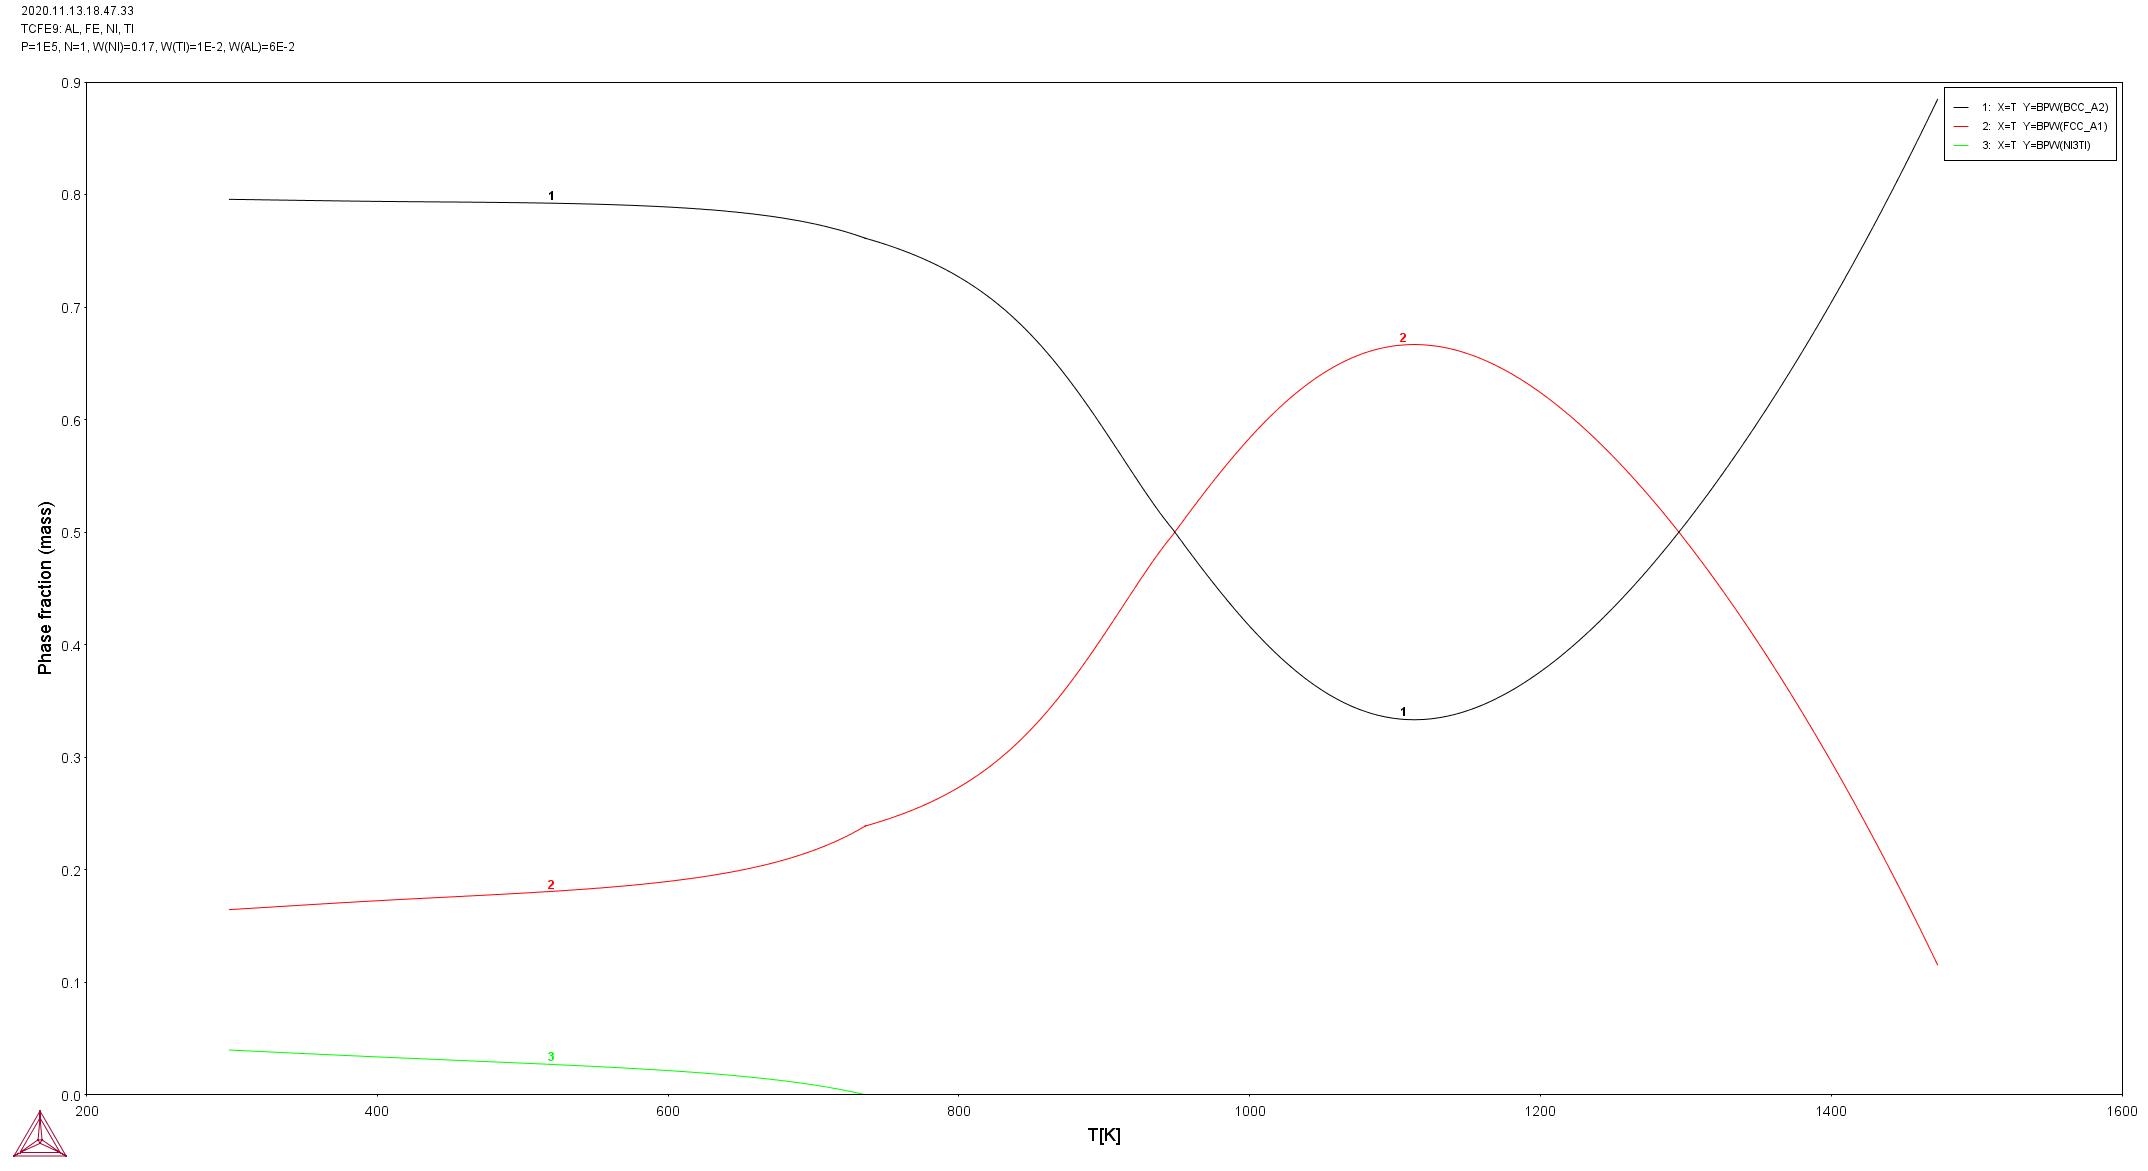 2020.11.13.18.47.33
TCFE9: AL, FE, NI, TI
P=1E5, N=1, W(NI)=0.17, W(TI)=1E-2, W(AL)=6E-2
1: X=T Y=BPW(BCC_A2)
2: X=T Y=BPW(FCC_A1)
3: X=T Y=BPW(NI3TI)
Phase fraction (mass)
0.9
0.8
0.7
0.6
0.5
0.4
0.3
0.2
0.1
0.0
1
2
2
1
2
3
200 400 600 800 1000 1200 1400 1600
T[K]